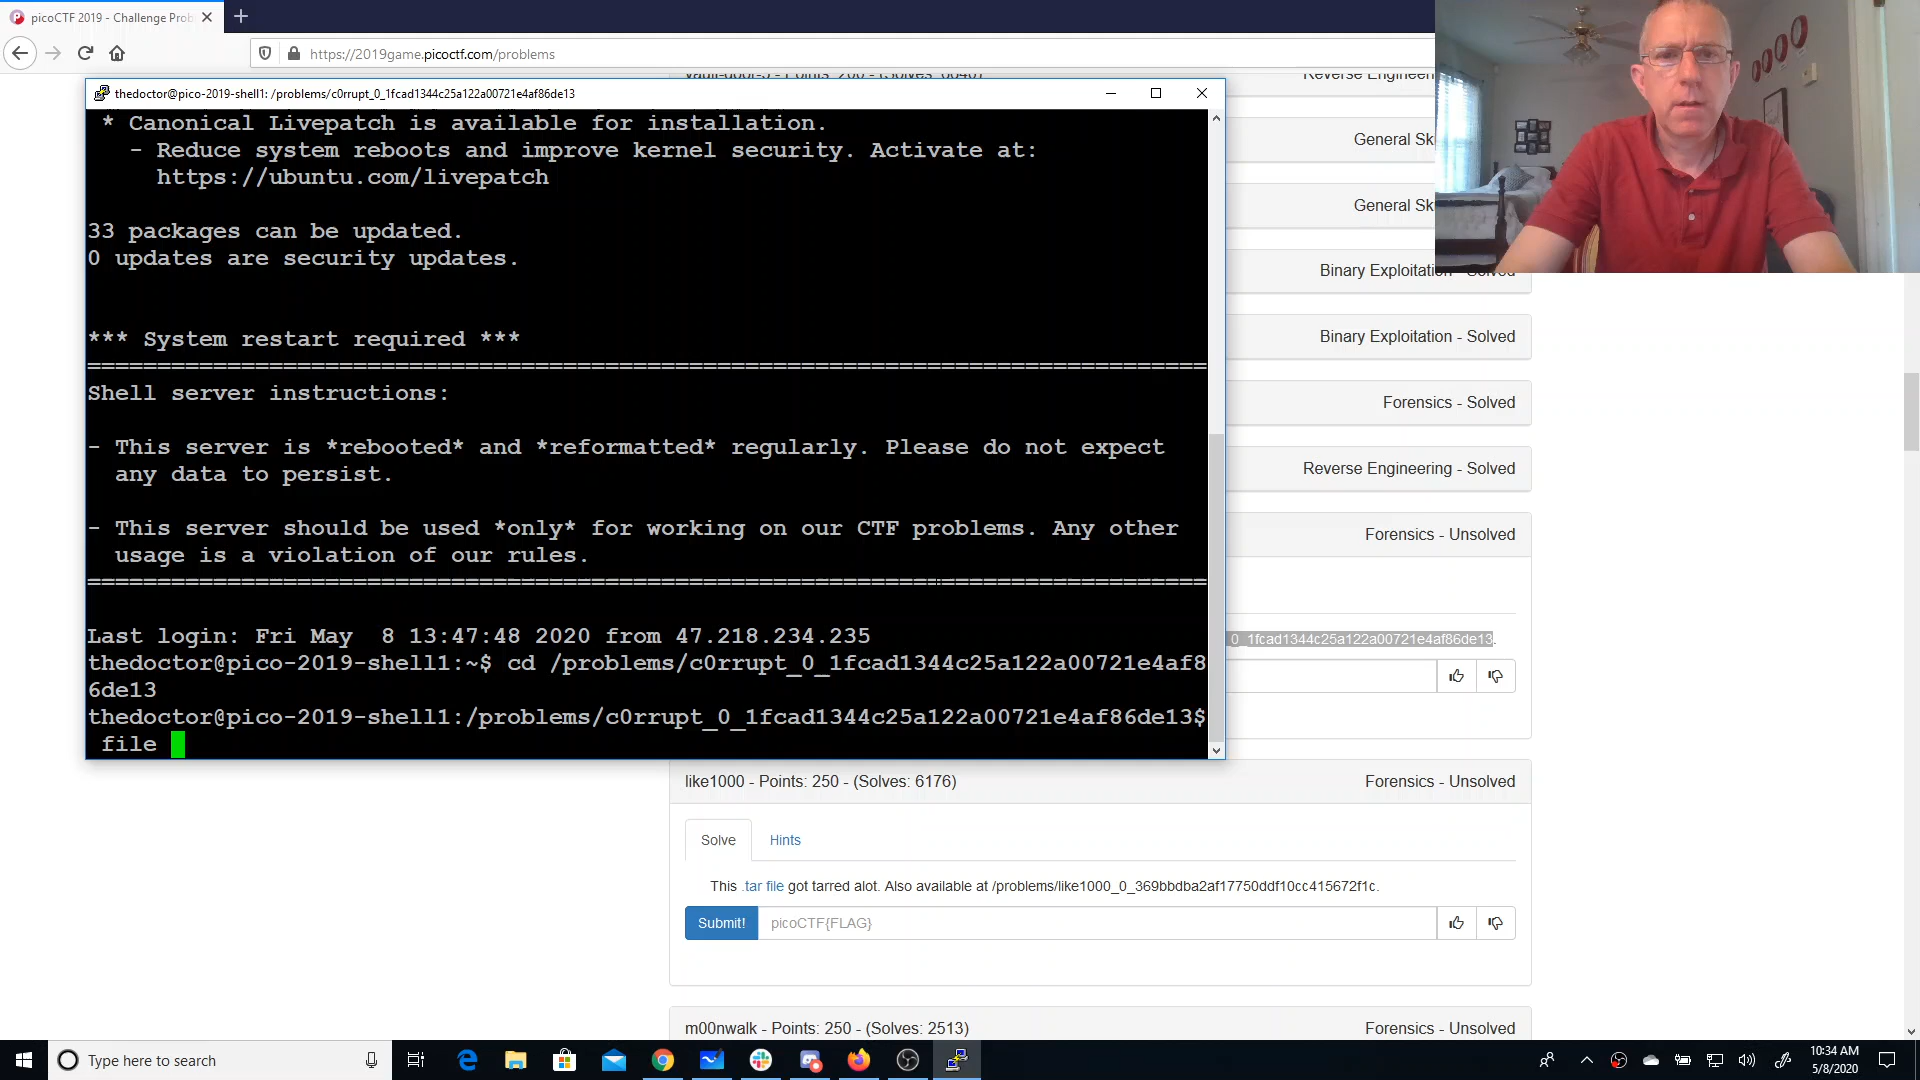 picoCTF 2019 - Challenge Prob
https://2019game.picoctf.com/problems
Reverse Engineeri
thedoctor@pico-2019-shell1: /problems/c0rrupt_0_1fcad1344c25a122a00721e4af86de13
* Canonical Livepatch is available for installation.
- Reduce system reboots and improve kernel security. Activate at:
https://ubuntu.com/livepatch
33 packages can be updated.
0 updates are security updates.
*** System restart required ***
================================================================================
Shell server instructions:
- This server is *rebooted* and *reformatted* regularly. Please do not expect
any data to persist.
- This server should be used *only* for working on our CTF problems. Any other
usage is a violation of our rules.
================================================================================
Last login: Fri May  8 13:47:48 2020 from 47.218.234.235
thedoctor@pico-2019-shell1:~$ cd /problems/c0rrupt_0_1fcad1344c25a122a00721e4af8
6de13
thedoctor@pico-2019-shell1:/problems/c0rrupt_0_1fcad1344c25a122a00721e4af86de13$
file
General Sk
General Sk
Binary Exploitation - Solved
Binary Exploitation - Solved
Forensics - Solved
Reverse Engineering - Solved
Forensics - Unsolved
0_1fcad1344c25a122a00721e4af86de13.
like1000 - Points: 250 - (Solves: 6176)
Forensics - Unsolved
Solve
Hints
This .tar file got tarred alot. Also available at /problems/like1000_0_369bbdba2af17750ddf10cc415672f1c.
Submit!
picoCTF{FLAG}
m00nwalk - Points: 250 - (Solves: 2513)
Forensics - Unsolved
Type here to search
10:34 AM
5/8/2020